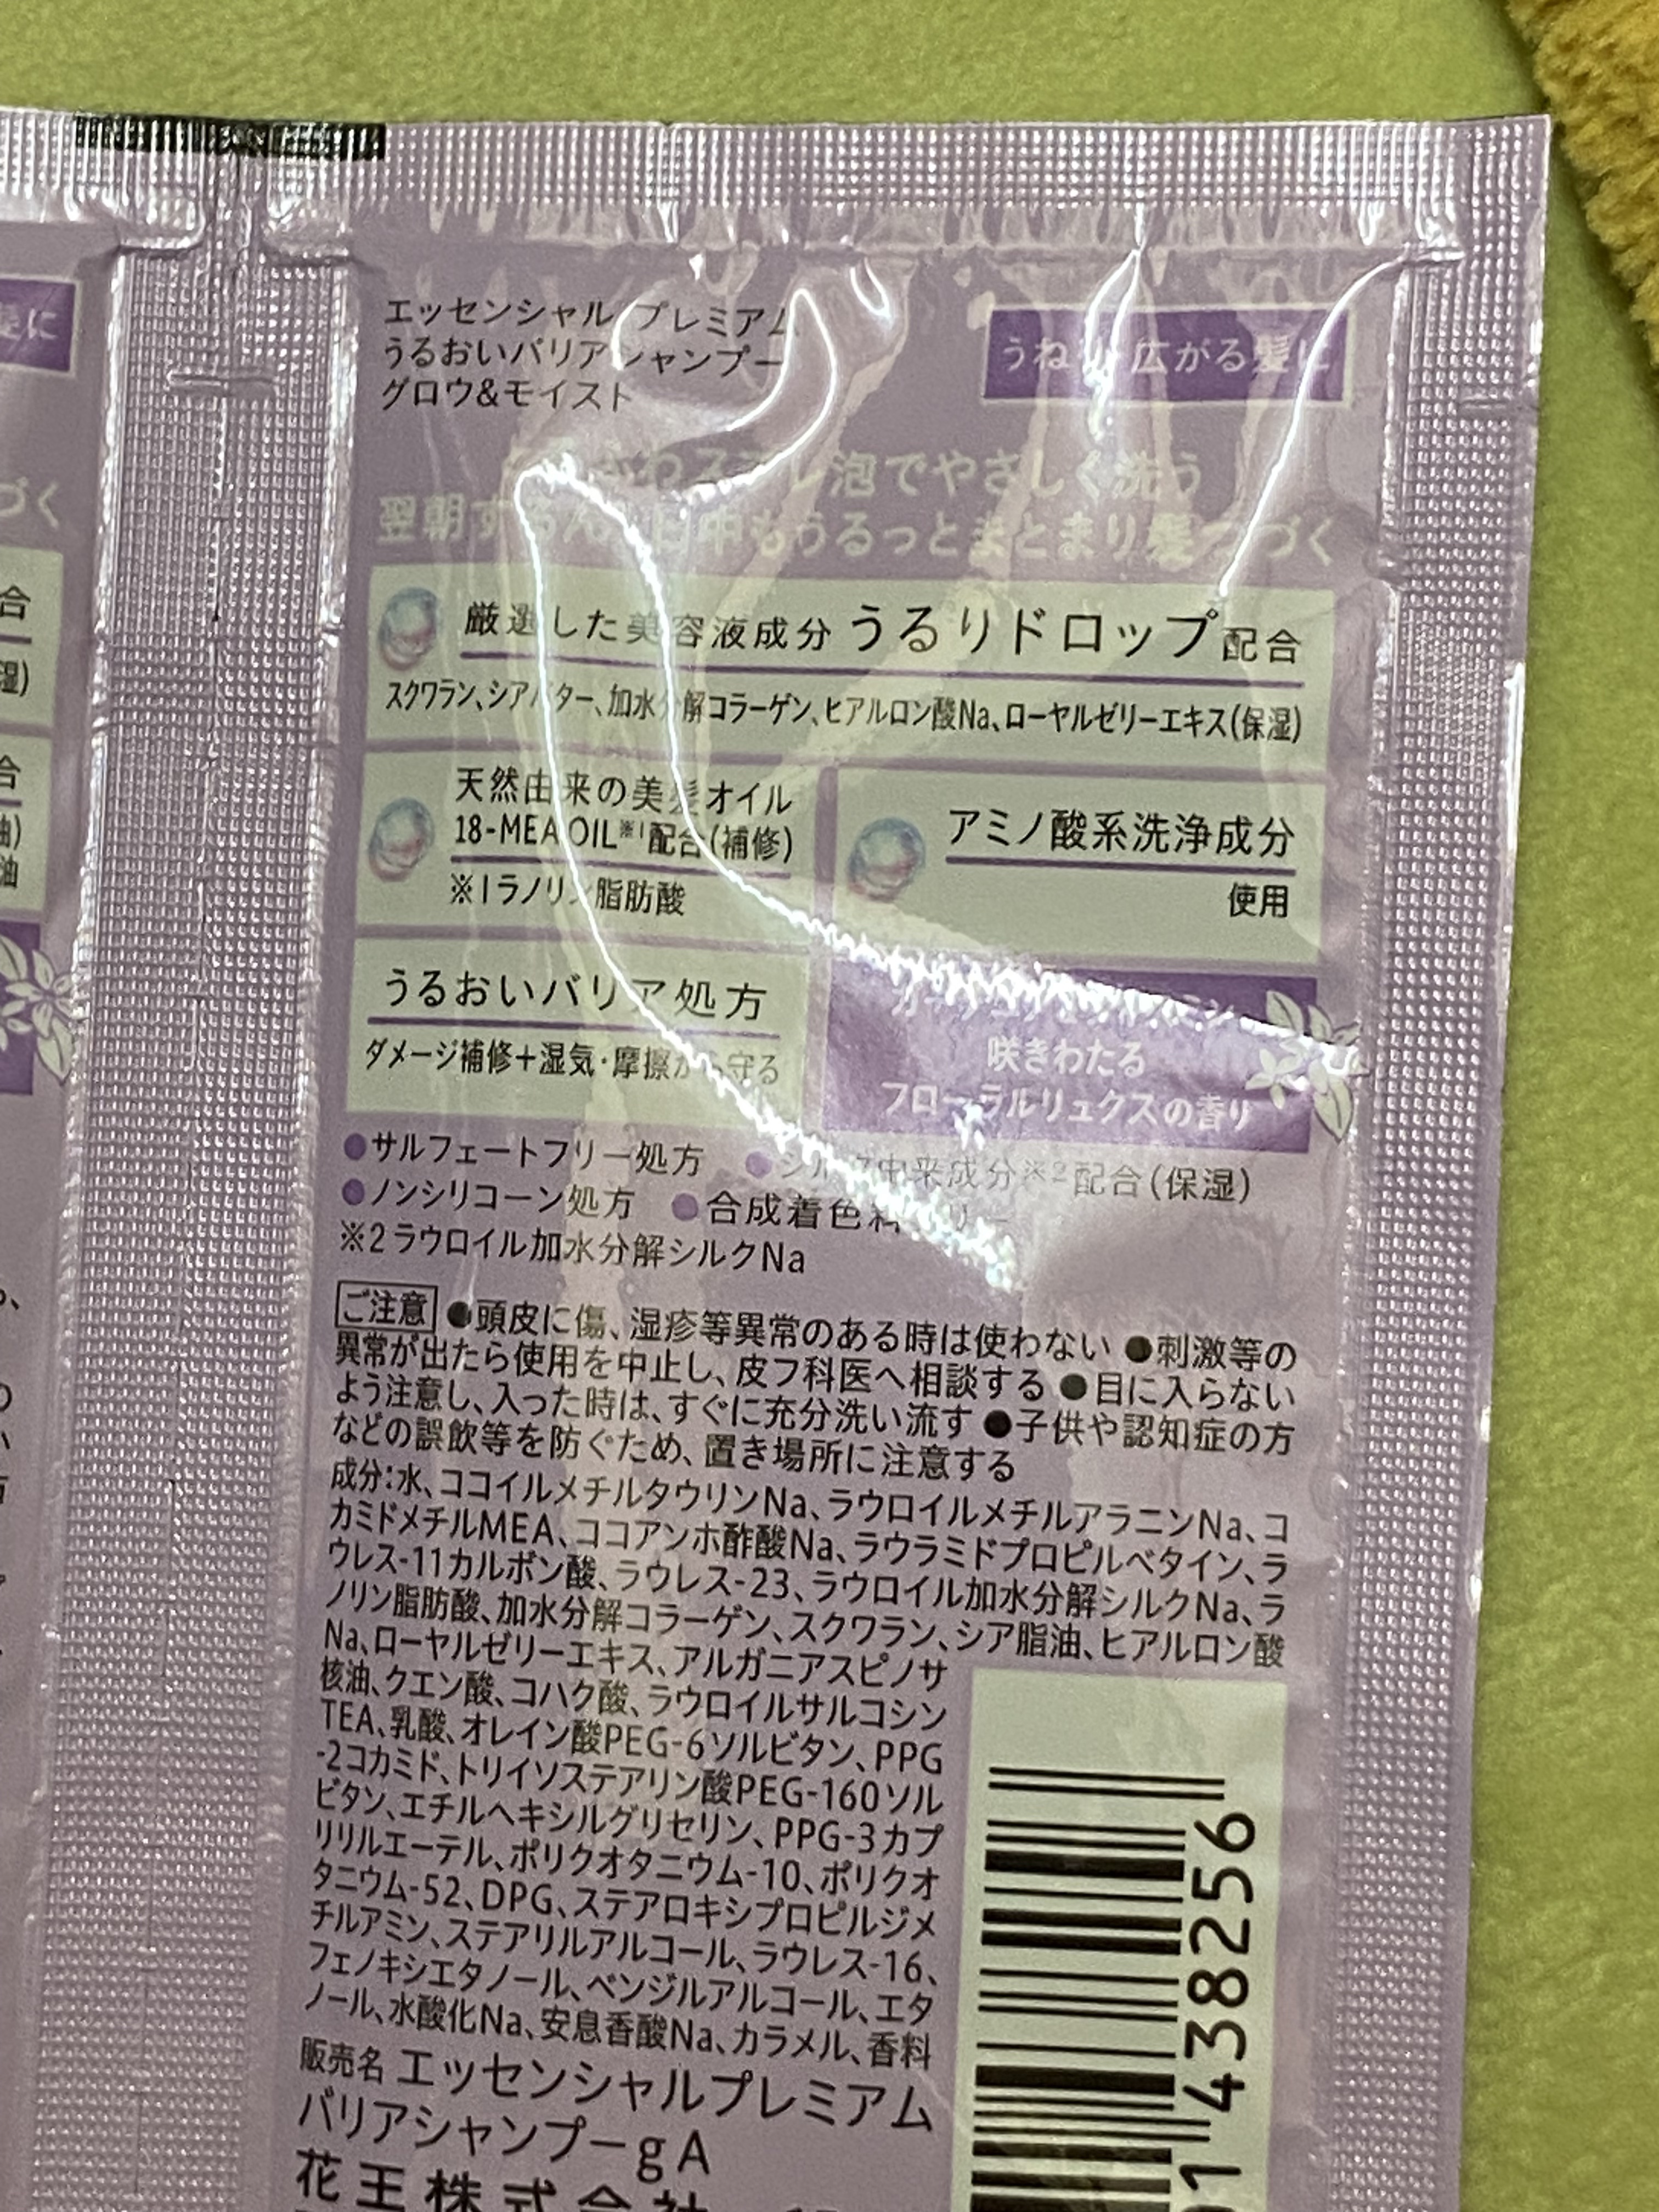 エッセンシャル プレミアム
うるおいバリアシャンプー
グロウ&モイスト
うねり 広がる髪に
泡でやさしく洗う
翌朝 日中もうるっとまとまり髪つづく
厳選した美容液成分 うるりドロップ配合
スクワラン、シアバター、加水分解コラーゲン、ヒアルロン酸Na、ローヤルゼリーエキス(保湿)
天然由来の美髪オイル
18-MEA OIL※1配合(補修)
※1ラノリン脂肪酸
アミノ酸系洗浄成分
使用
うるおいバリア処方
ダメージ補修+湿気・摩擦から守る
咲きわたる
フローラルリュクスの香り
●サルフェートフリー処方 ●シルク由来成分※2配合(保湿)
●ノンシリコーン処方 ●合成着色料フリー
※2ラウロイル加水分解シルクNa
ご注意 ●頭皮に傷、湿疹等異常のある時は使わない ●刺激等の
異常が出たら使用を中止し、皮フ科医へ相談する ●目に入らない
よう注意し、入った時は、すぐに充分洗い流す ●子供や認知症の方
などの誤飲等を防ぐため、置き場所に注意する
成分:水、ココイルメチルタウリンNa、ラウロイルメチルアラニンNa、コ
カミドメチルMEA、ココアンホ酢酸Na、ラウラミドプロピルベタイン、ラ
ウレス-11カルボン酸、ラウレス-23、ラウロイル加水分解シルクNa、ラ
ノリン脂肪酸、加水分解コラーゲン、スクワラン、シア脂油、ヒアルロン酸
Na、ローヤルゼリーエキス、アルガニアスピノサ
核油、クエン酸、コハク酸、ラウロイルサルコシン
TEA、乳酸、オレイン酸PEG-6ソルビタン、PPG
-2コカミド、トリイソステアリン酸PEG-160ソル
ビタン、エチルヘキシルグリセリン、PPG-3カプ
リリルエーテル、ポリクオタニウム-10、ポリクオ
タニウム-52、DPG、ステアロキシプロピルジメ
チルアミン、ステアリルアルコール、ラウレス-16、
フェノキシエタノール、ベンジルアルコール、エタ
ノール、水酸化Na、安息香酸Na、カラメル、香料
販売名 エッセンシャルプレミアム
バリアシャンプーgA
花王株式会社
01438256